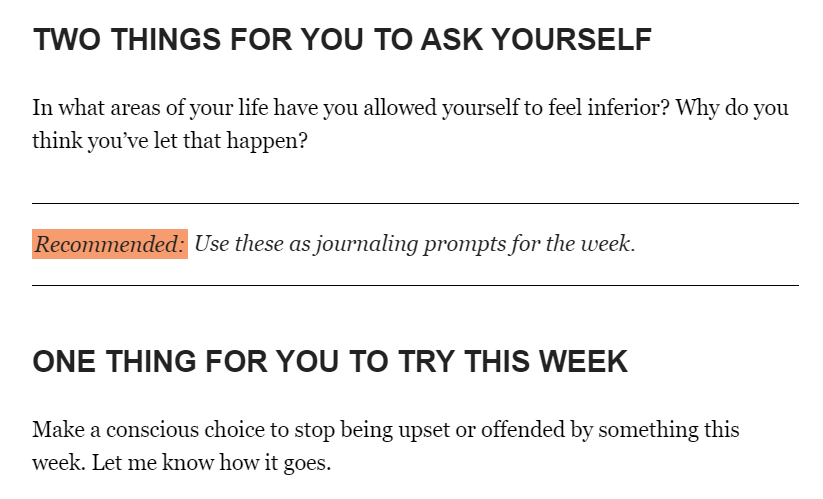 TWO THINGS FOR YOU TO ASK YOURSELF
In what areas of your life have you allowed yourself to feel inferior? Why do you
think you’ve let that happen?
Recommended: Use these as journaling prompts for the week.
ONE THING FOR YOU TO TRY THIS WEEK
Make a conscious choice to stop being upset or offended by something this
week. Let me know how it goes.